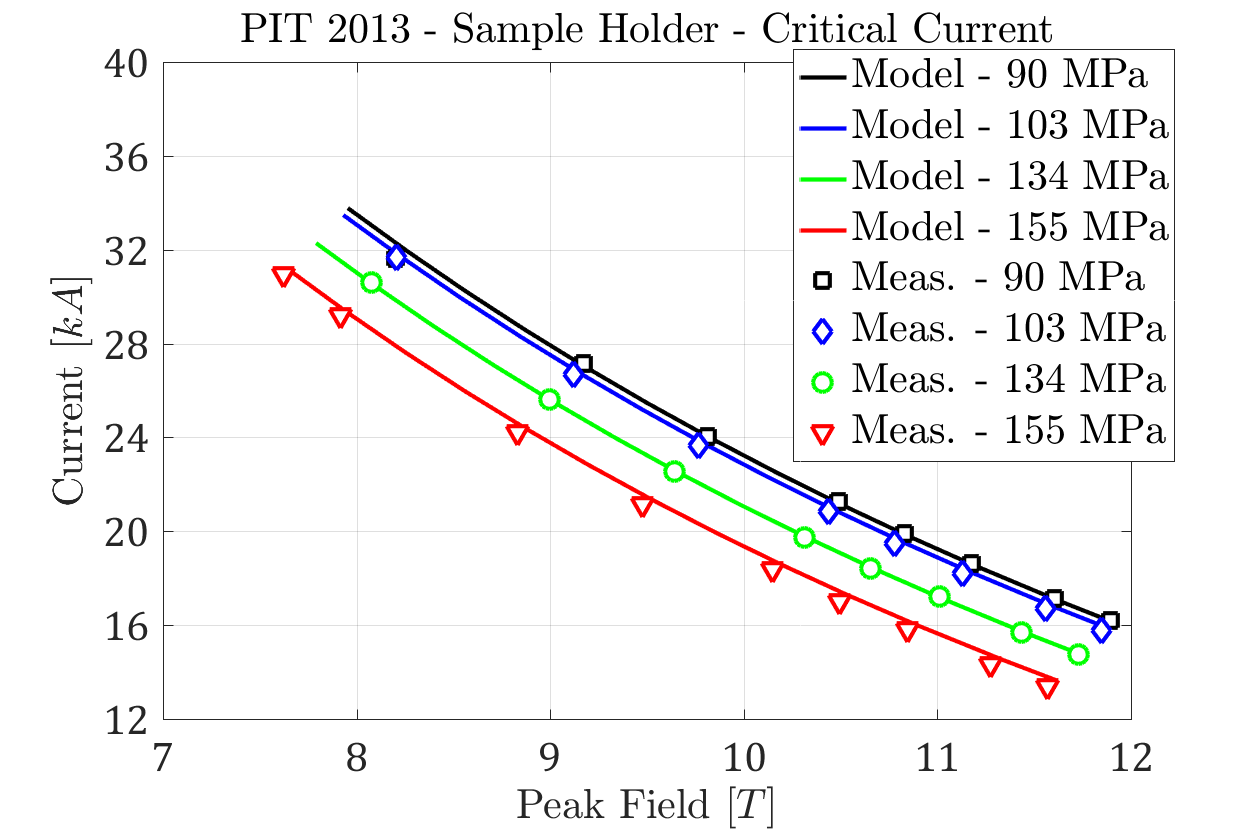 PIT 2013 - Sample Holder - Critical Current
40
36
32
28
24
20
16
12
Current [kA]
7 8 9 10 11 12
Peak Field [T]
Model - 90 MPa
Model - 103 MPa
Model - 134 MPa
Model - 155 MPa
Meas. - 90 MPa
Meas. - 103 MPa
Meas. - 134 MPa
Meas. - 155 MPa